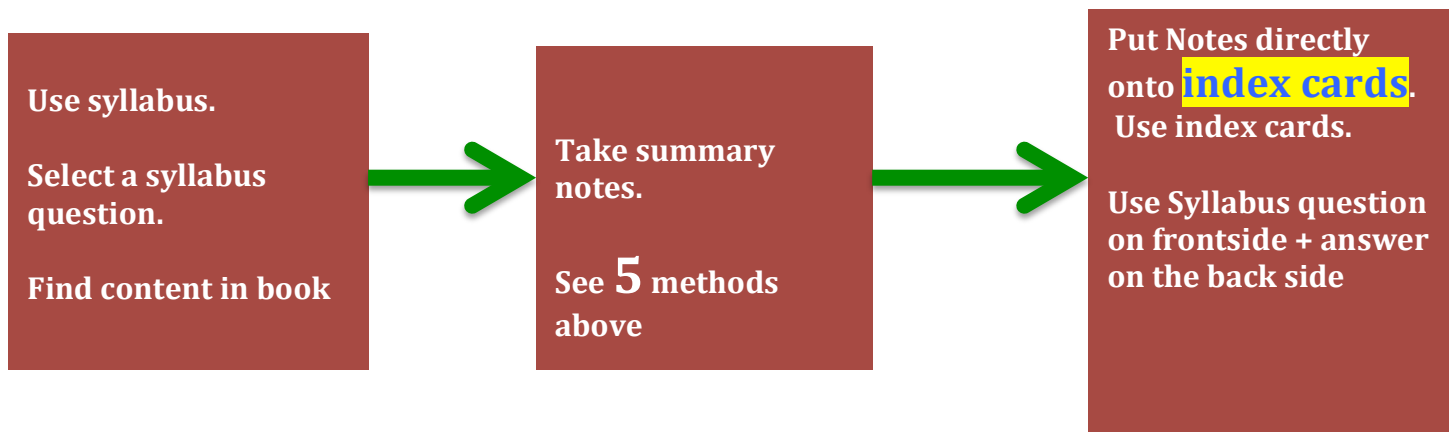 Use syllabus.
Select a syllabus
question.
Find content in book
Take summary
notes.
See 5 methods
above
Put Notes directly
onto index cards.
Use index cards.
Use Syllabus question
on frontside + answer
on the back side